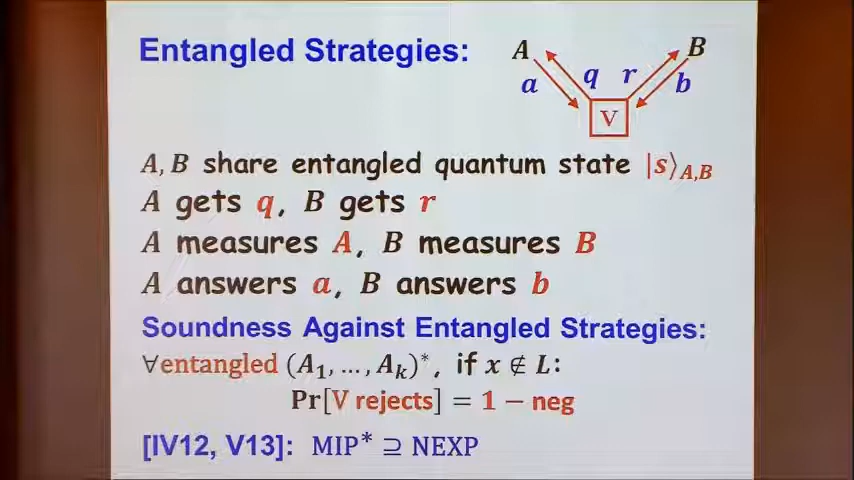 Entangled Strategies:
A B
a q r b
V
A, B share entangled quantum state |s⟩_{A,B}
A gets q, B gets r
A measures A, B measures B
A answers a, B answers b
Soundness Against Entangled Strategies:
∀entangled (A₁, …, Aₖ)*, if x ∉ L:
Pr[V rejects] = 1 − neg
[IV12, V13]: MIP* ⊇ NEXP